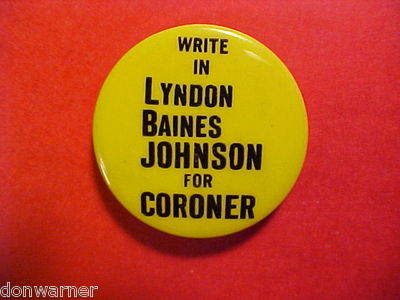 WRITE
IN
LYNDON
BAINES
JOHNSON
FOR
CORONER
donwarner